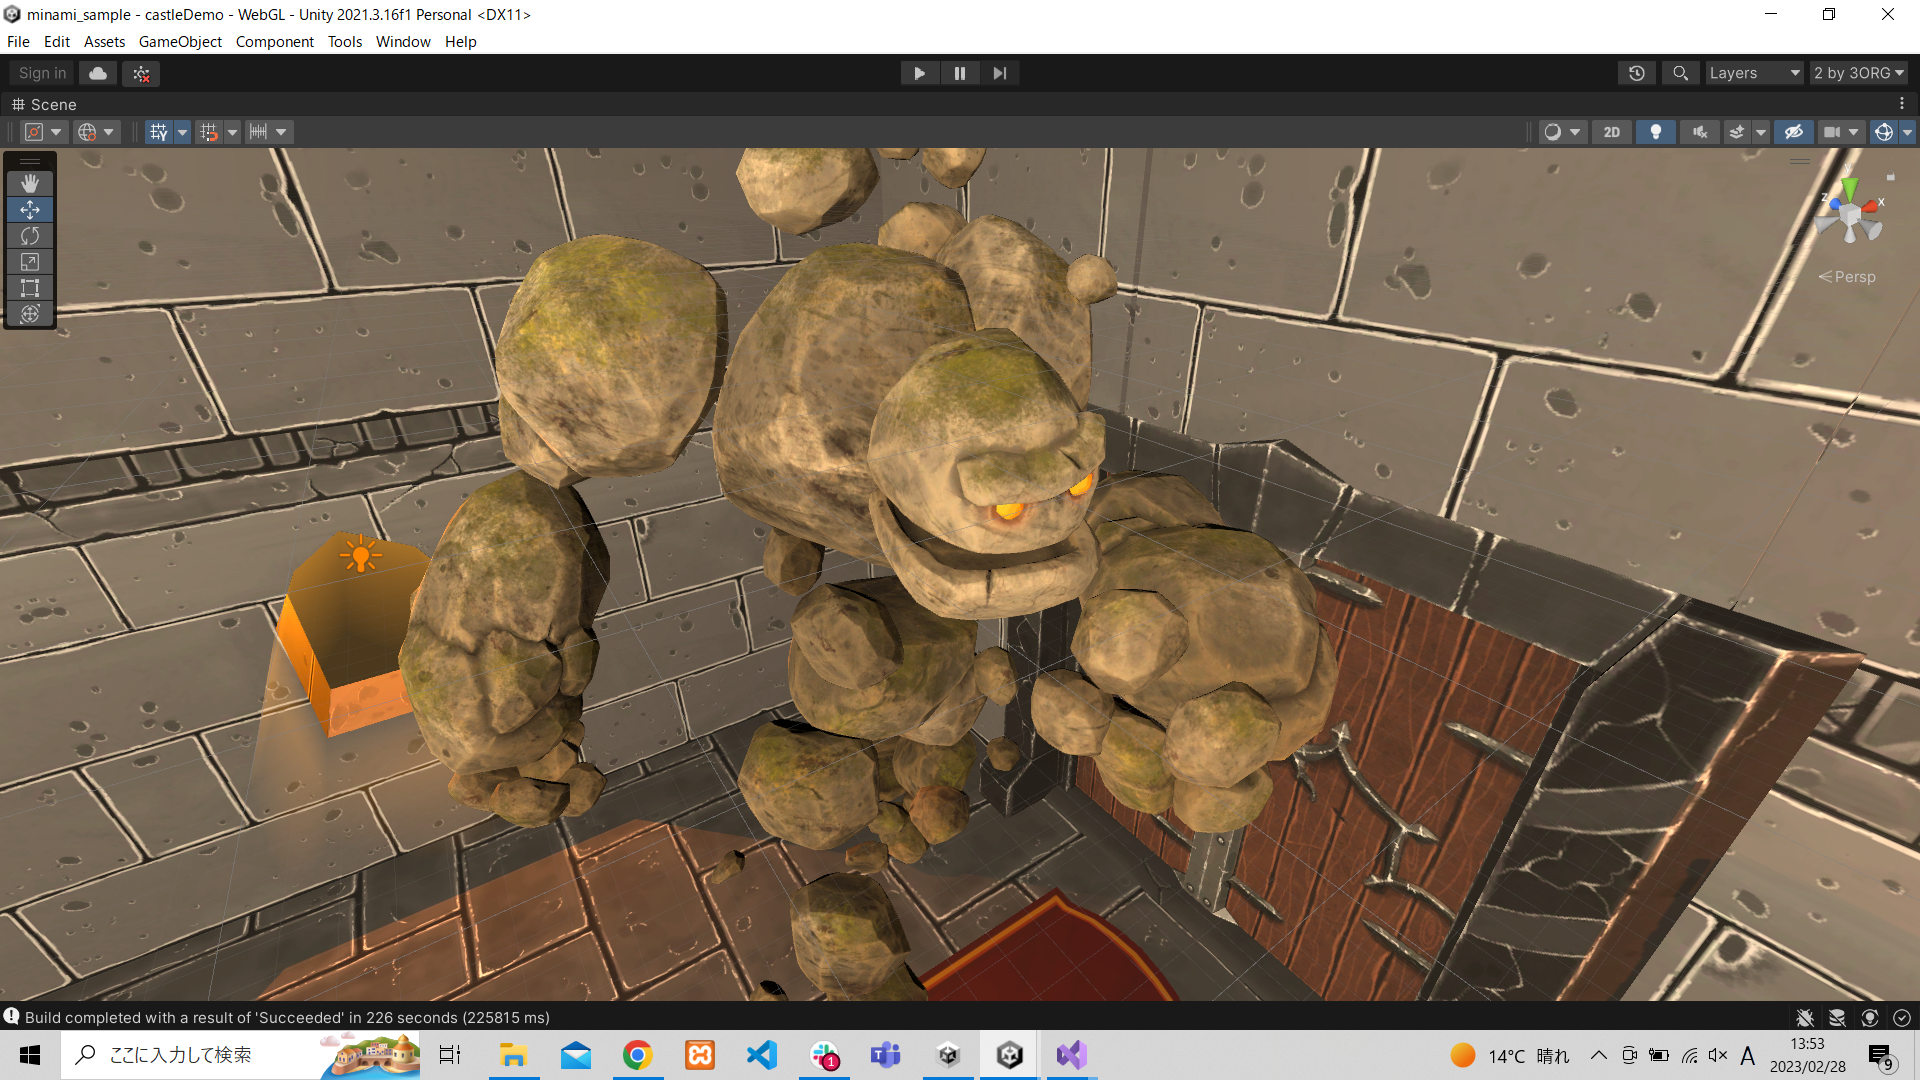 minami_sample - castleDemo - WebGL - Unity 2021.3.16f1 Personal <DX11>
File Edit Assets GameObject Component Tools Window Help
Sign in
Layers
2 by 3ORG
Scene
2D
Z
X
Persp
Build completed with a result of 'Succeeded' in 226 seconds (225815 ms)
ここに入力して検索
1
14°C 晴れ
A
13:53
2023/02/28
9